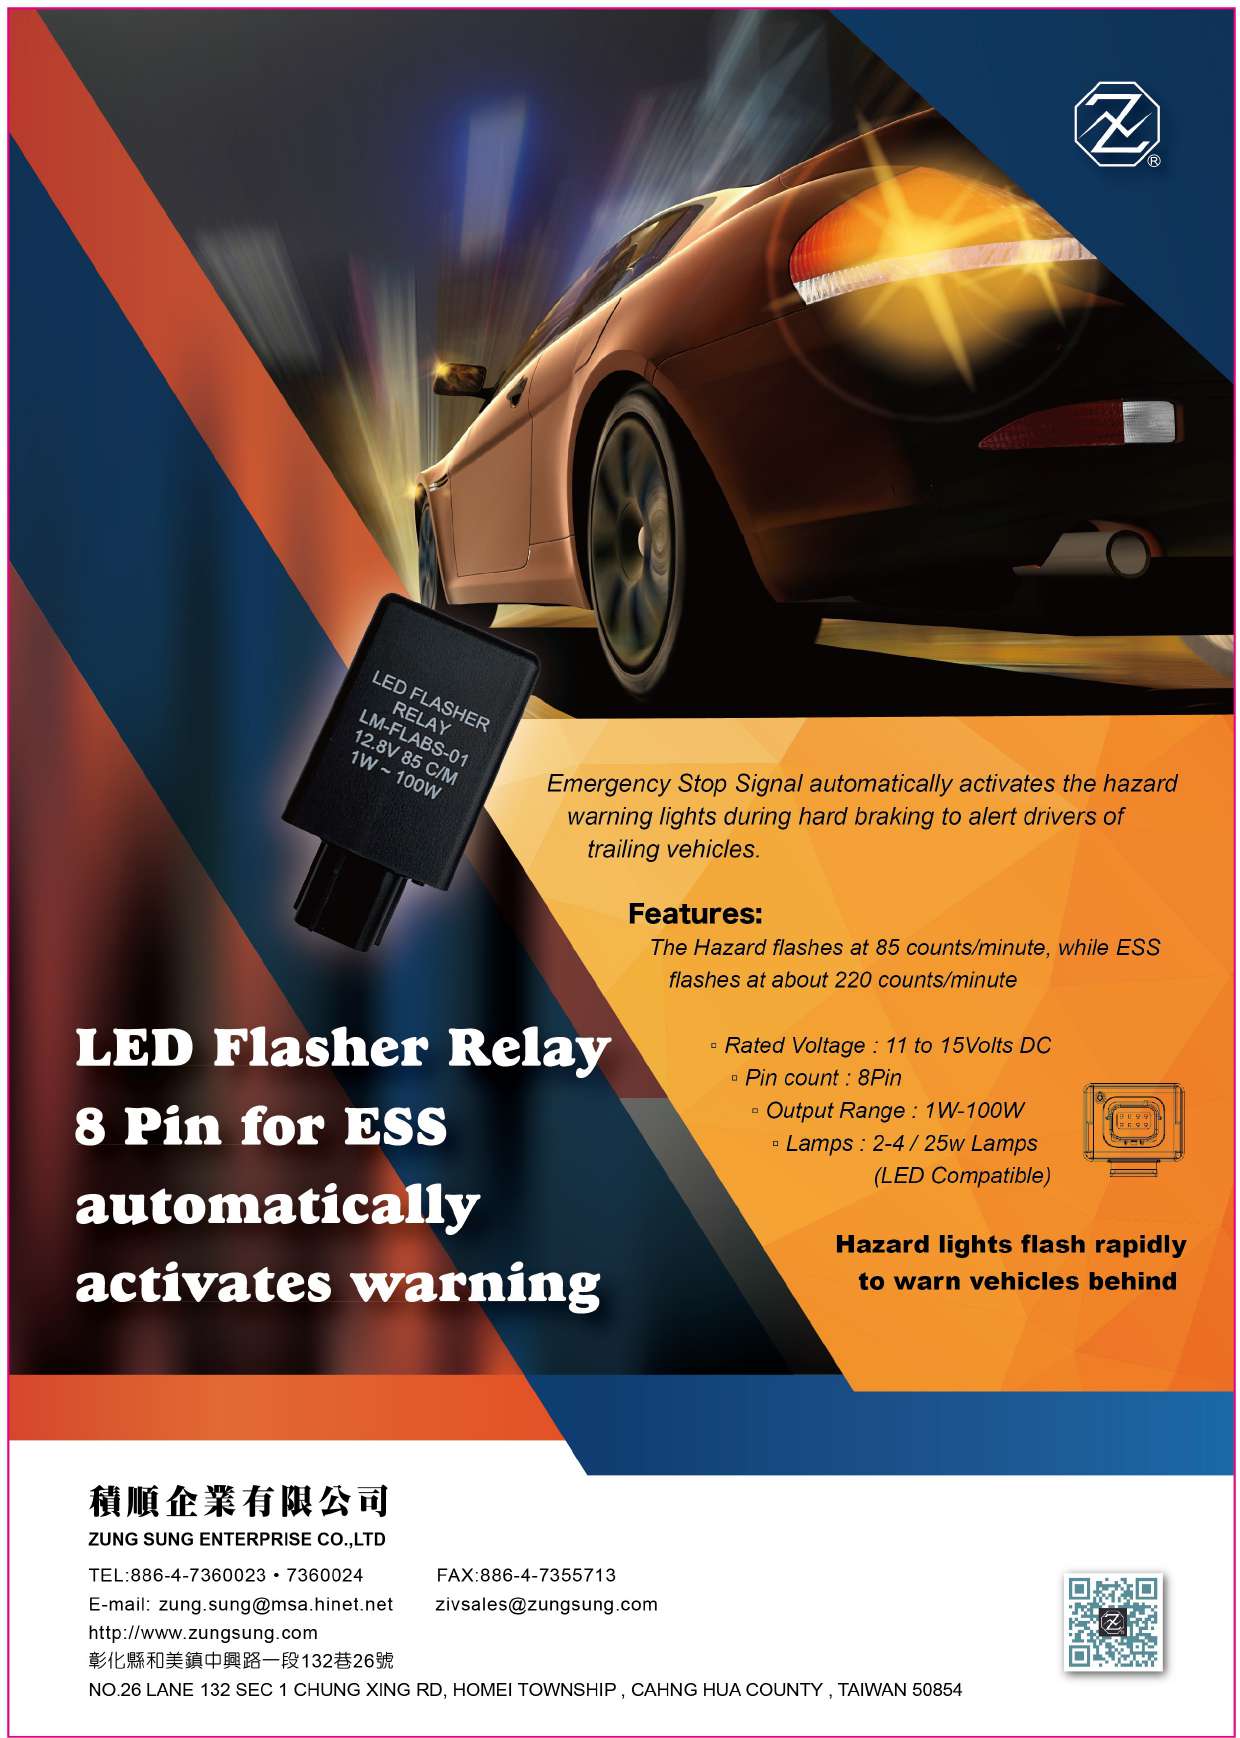 Z
®
LED FLASHER
RELAY
LM-FLABS-01
12.8V 85 C/M
1W ~ 100W
Emergency Stop Signal automatically activates the hazard
warning lights during hard braking to alert drivers of
trailing vehicles.
Features:
The Hazard flashes at 85 counts/minute, while ESS
flashes at about 220 counts/minute
▫ Rated Voltage : 11 to 15Volts DC
▫ Pin count : 8Pin
▫ Output Range : 1W-100W
▫ Lamps : 2-4 / 25w Lamps
(LED Compatible)
Hazard lights flash rapidly
to warn vehicles behind
LED Flasher Relay
8 Pin for ESS
automatically
activates warning
積順企業有限公司
ZUNG SUNG ENTERPRISE CO.,LTD
TEL:886-4-7360023・7360024 FAX:886-4-7355713
E-mail: zung.sung@msa.hinet.net zivsales@zungsung.com
http://www.zungsung.com
彰化縣和美鎮中興路一段132巷26號
NO.26 LANE 132 SEC 1 CHUNG XING RD, HOMEI TOWNSHIP , CAHNG HUA COUNTY , TAIWAN 50854